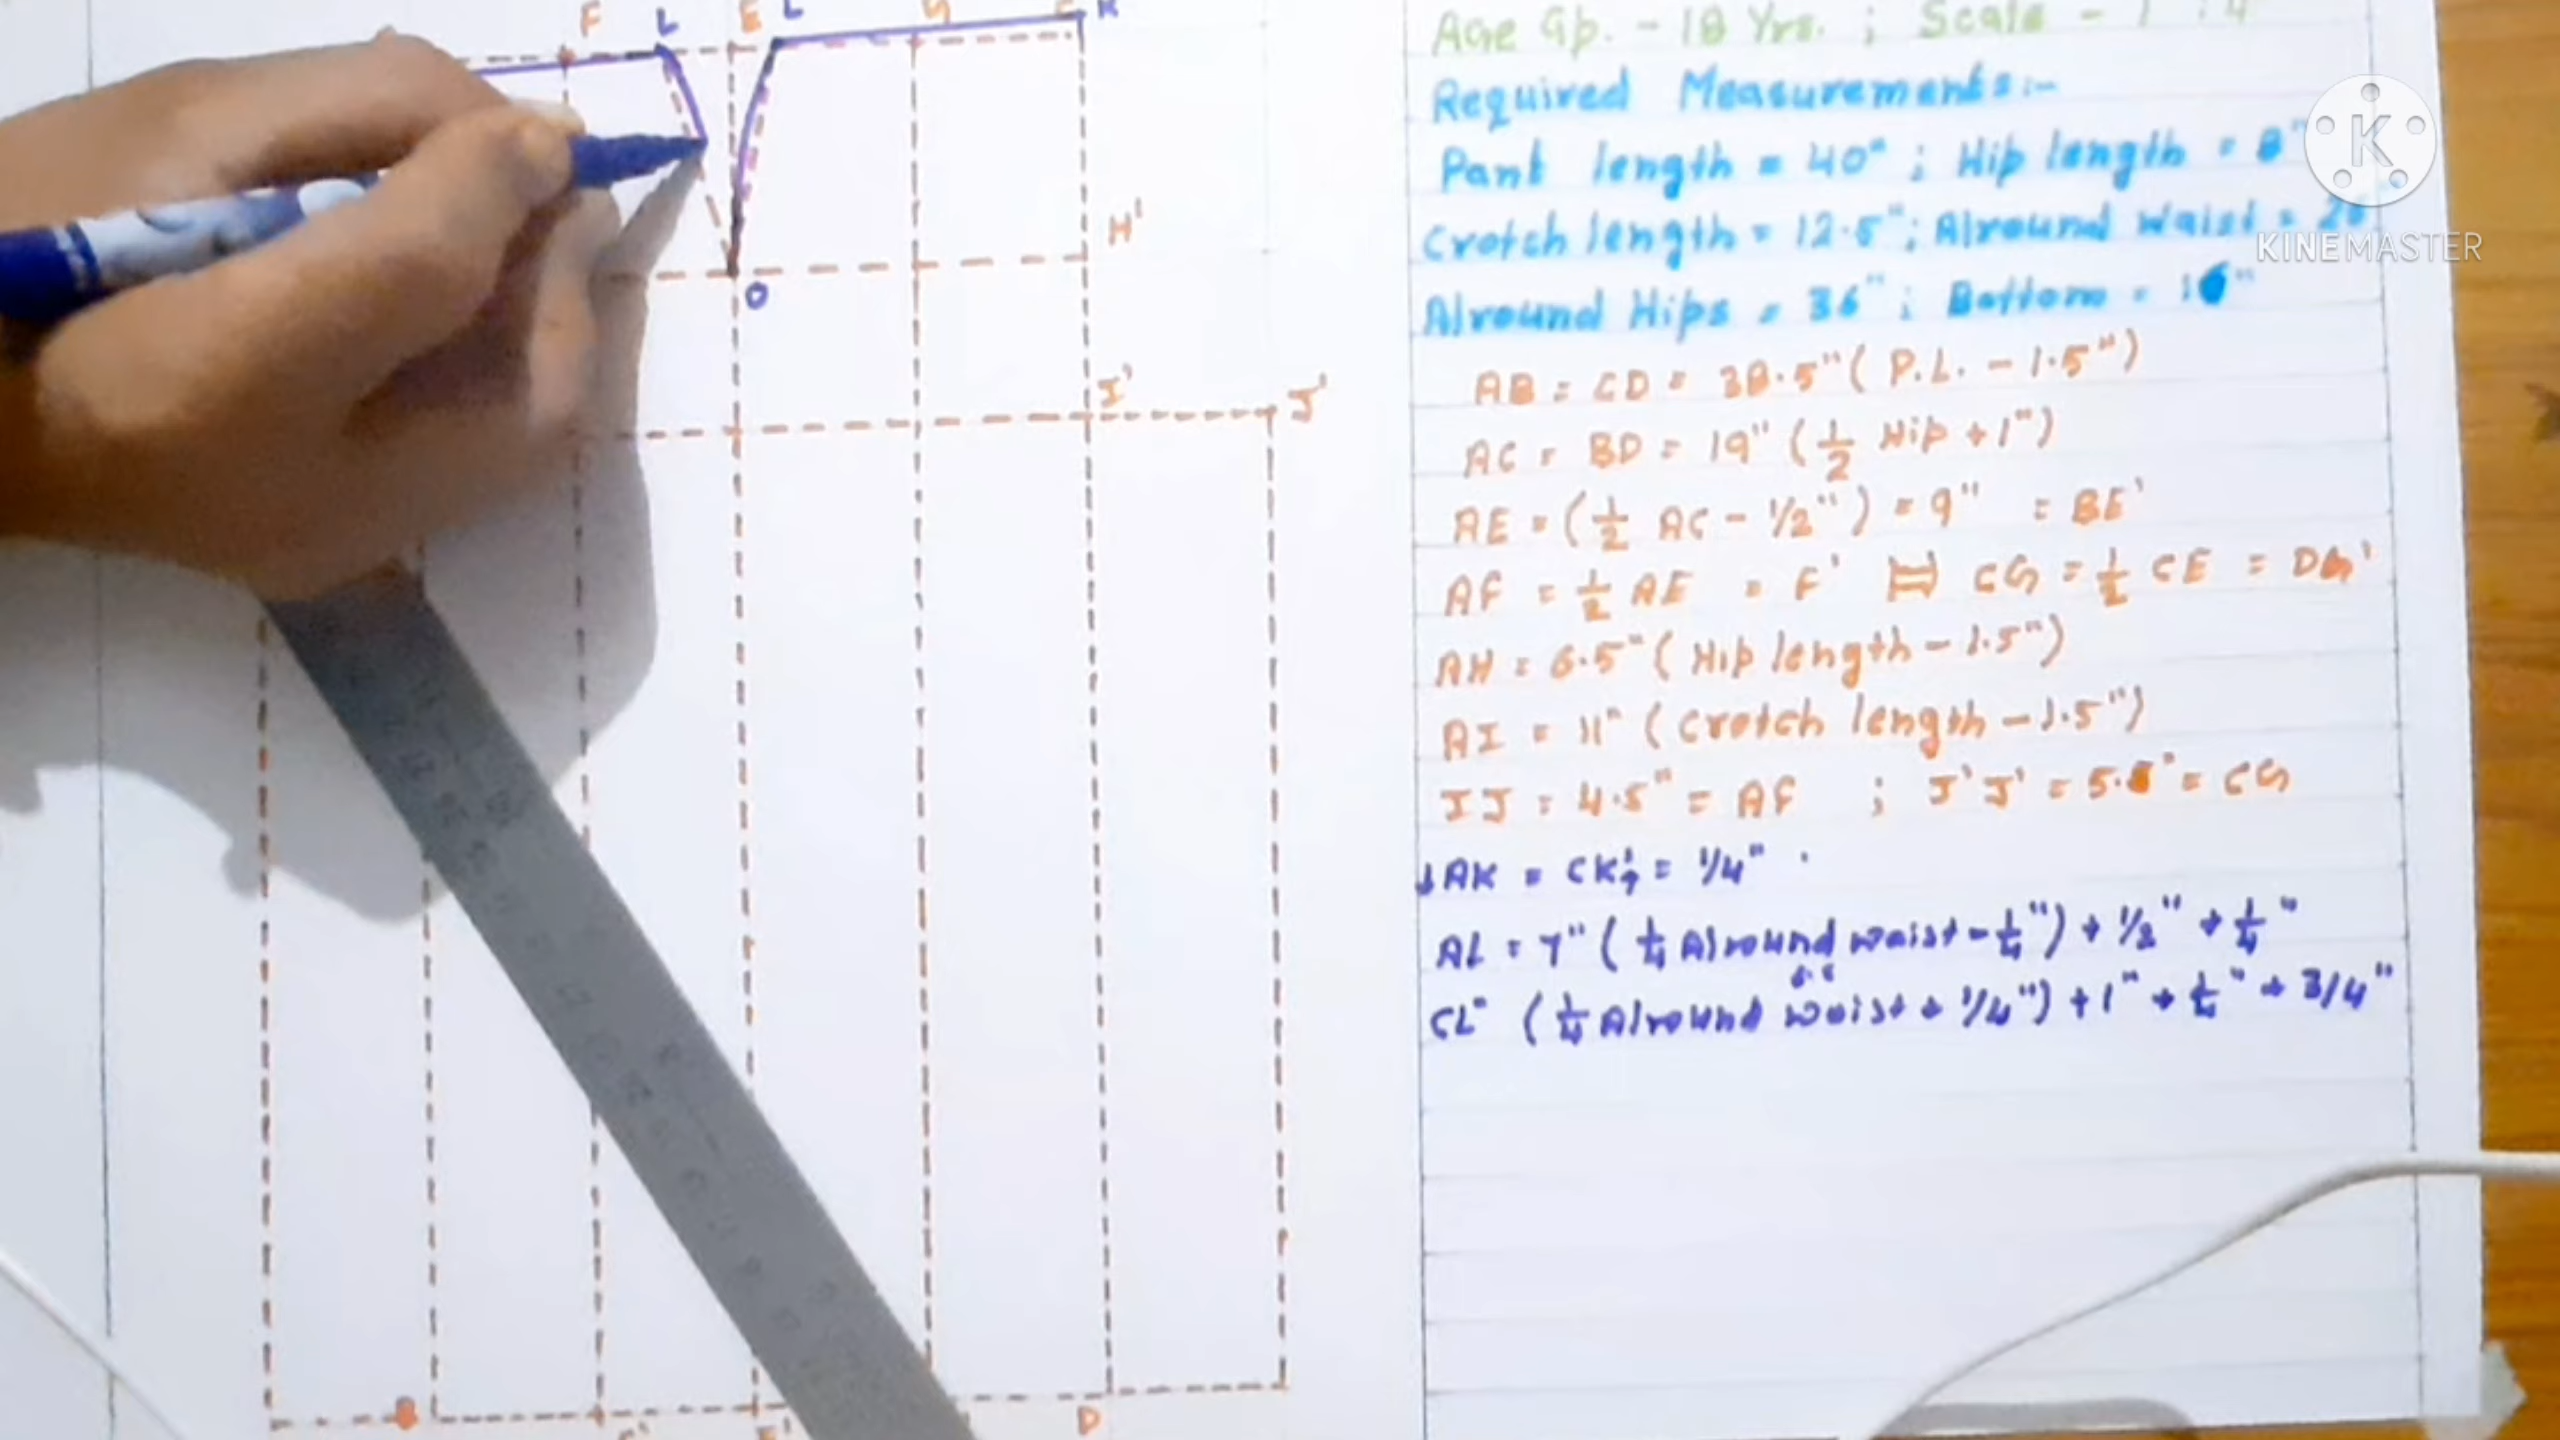 F L E L G C K
Age Gp. - 18 Yrs. ; Scale - 1 : 4
Required Measurements:-
Pant length = 40" ; Hip length = 8"
Crotch length = 12.5" ; Alround Waist =
Alround Hips = 36" ; Bottom = 16"
AB = CD = 38.5" ( P.L. - 1.5" )
AC = BD = 19" ( 1/2 Hip + 1" )
AE = ( 1/2 AC - 1/2" ) = 9" = BE'
AF = 1/2 AE = F' CG = 1/2 CE = DG'
AH = 6.5" ( Hip length - 1.5" )
AI = 11" ( Crotch length - 1.5" )
IJ = 4.5" = AF ; I'J' = = CG
↓AK = CK'↑ = 1/4"
AL = 7" ( 1/4 Alround waist - 1/4" ) + 1/2" + 1/4"
CL ( 1/4 Alround waist + 1/4" ) + 1" + 1/4" + 3/4"
H'
O
I' J'
G' E' D
K
KINEMASTER